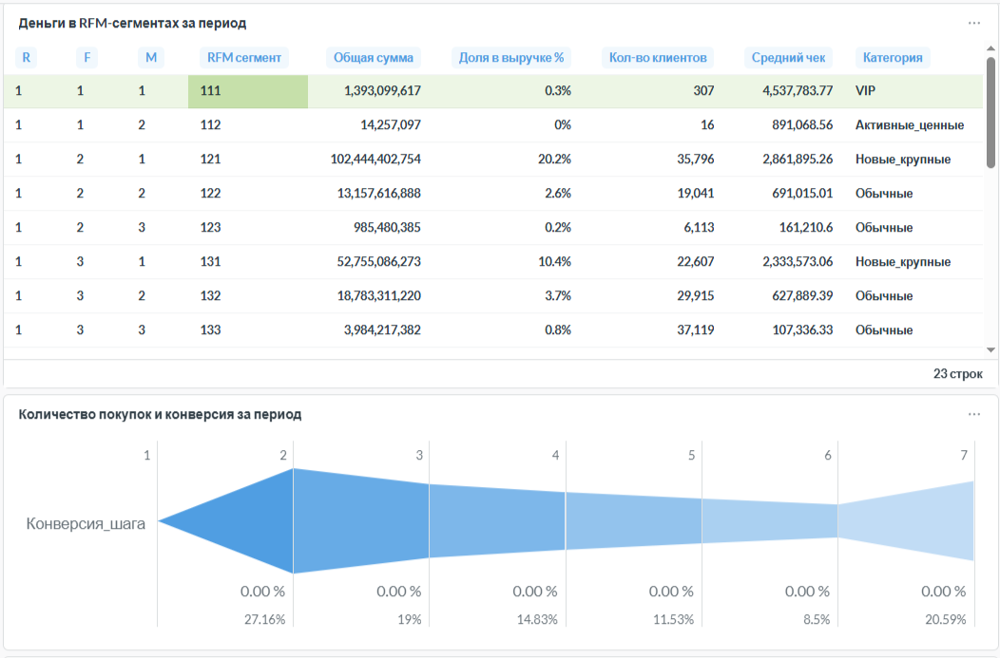 Деньги в RFM-сегментах за период
R F M RFM сегмент Общая сумма Доля в выручке % Кол-во клиентов Средний чек Категория
1 1 1 111 1,393,099,617 0.3% 307 4,537,783.77 VIP
1 1 2 112 14,257,097 0% 16 891,068.56 Активные_ценные
1 2 1 121 102,444,402,754 20.2% 35,796 2,861,895.26 Новые_крупные
1 2 2 122 13,157,616,888 2.6% 19,041 691,015.01 Обычные
1 2 3 123 985,480,385 0.2% 6,113 161,210.6 Обычные
1 3 1 131 52,755,086,273 10.4% 22,607 2,333,573.06 Новые_крупные
1 3 2 132 18,783,311,220 3.7% 29,915 627,889.39 Обычные
1 3 3 133 3,984,217,382 0.8% 37,119 107,336.33 Обычные
23 строк
Количество покупок и конверсия за период
1 2 3 4 5 6 7
Конверсия_шага
0.00 % 0.00 % 0.00 % 0.00 % 0.00 % 0.00 %
27.16% 19% 14.83% 11.53% 8.5% 20.59%